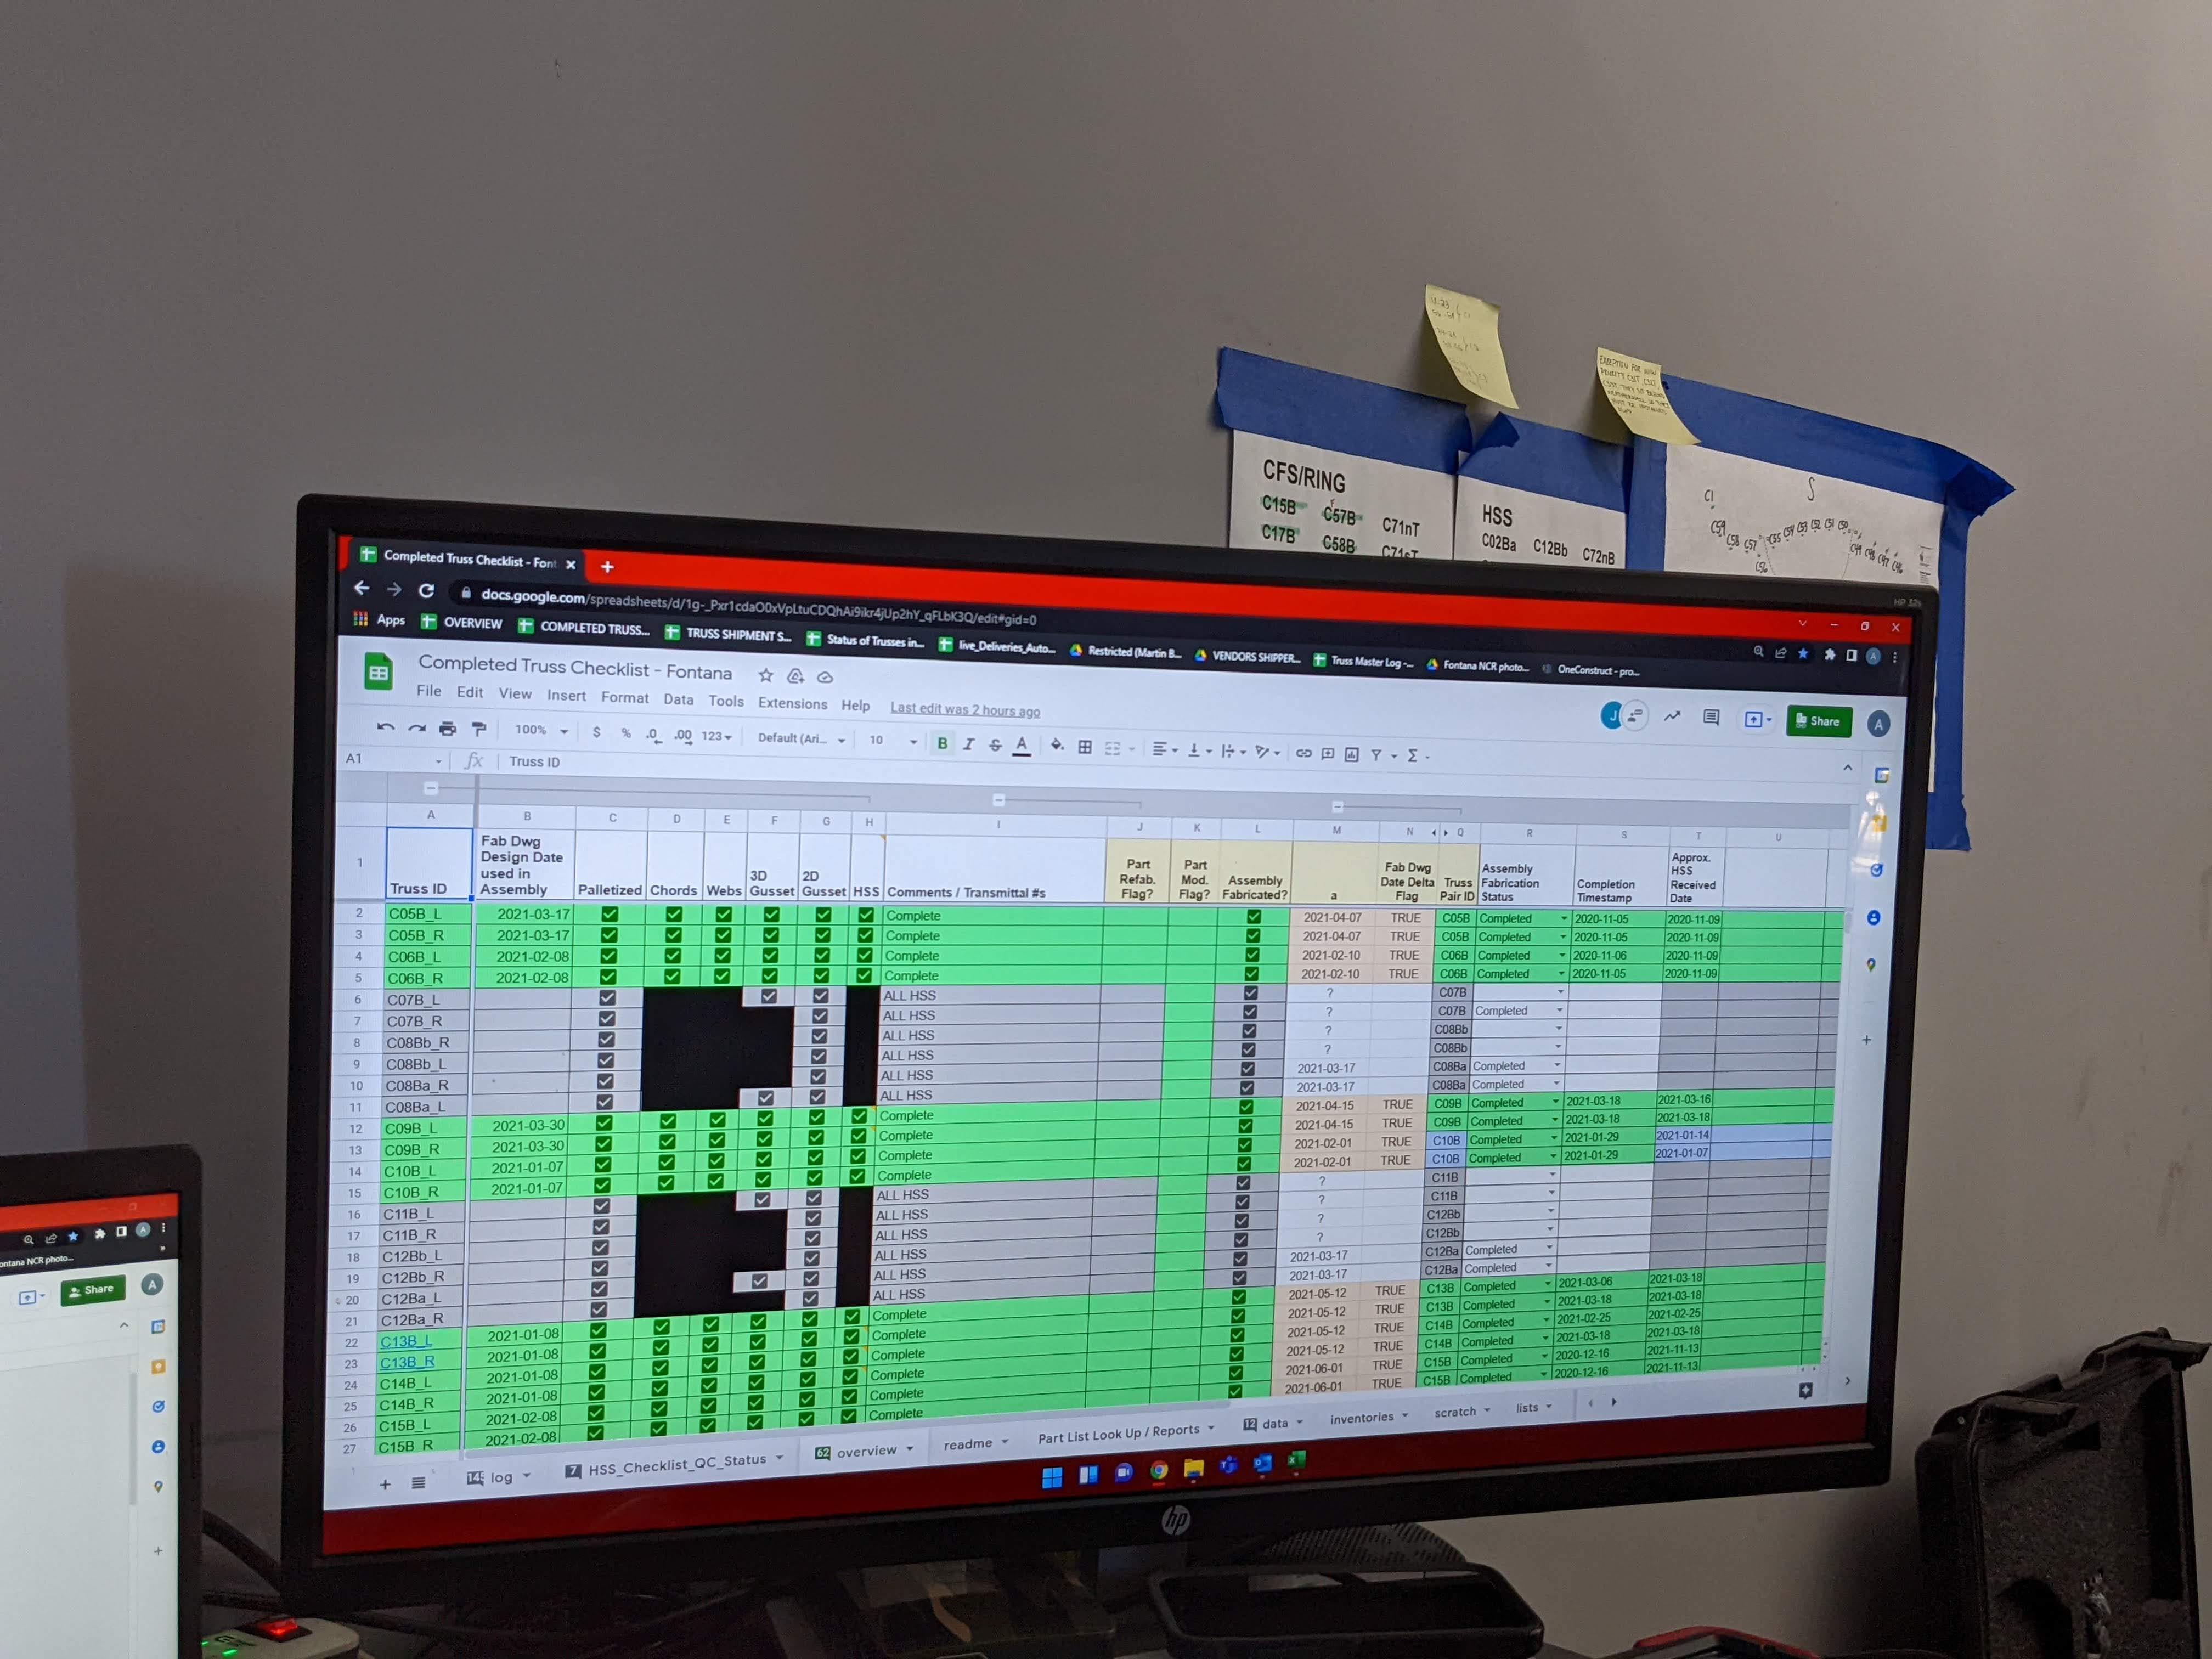 CFS/RING
C15B C57B C71nT
C17B C58B C71sT
HSS
C02Ba C12Bb C72nB
S
C1
C59 C58 C57 C56 C55 C54 C53 C52 C51 C50 C49 C48 C47 C46
HP 32s
Completed Truss Checklist - Font
docs.google.com/spreadsheets/d/1g-_Pxr1cdaO0xVpLtuCDQhAi9ikr4jUp2hY_qFLbK3Q/edit#gid=0
Apps OVERVIEW COMPLETED TRUSS... TRUSS SHIPMENT S... Status of Trusses in... live_Deliveries_Auto... Restricted (Martin B... VENDORS SHIPPER... Truss Master Log -... Fontana NCR photo... OneConstruct - pro...
Completed Truss Checklist - Fontana
File Edit View Insert Format Data Tools Extensions Help Last edit was 2 hours ago
J Share A
100% $ % .0 .00 123 Default (Ari... 10 B I S A
A1 fx Truss ID
A B C D E F G H I J K L M N Q R S T U
1 Truss ID Fab Dwg Design Date used in Assembly Palletized Chords Webs 3D Gusset 2D Gusset HSS Comments / Transmittal #s Part Refab. Flag? Part Mod. Flag? Assembly Fabricated? a Fab Dwg Date Delta Flag Truss Pair ID Assembly Fabrication Status Completion Timestamp Approx. HSS Received Date
2 C05B_L 2021-03-17 Complete 2021-04-07 TRUE C05B Completed 2020-11-05 2020-11-09
3 C05B_R 2021-03-17 Complete 2021-04-07 TRUE C05B Completed 2020-11-05 2020-11-09
4 C06B_L 2021-02-08 Complete 2021-02-10 TRUE C06B Completed 2020-11-06 2020-11-09
5 C06B_R 2021-02-08 Complete 2021-02-10 TRUE C06B Completed 2020-11-05 2020-11-09
6 C07B_L ALL HSS ? C07B
7 C07B_R ALL HSS ? C07B Completed
8 C08Bb_R ALL HSS ? C08Bb
9 C08Bb_L ALL HSS ? C08Bb
10 C08Ba_R ALL HSS 2021-03-17 C08Ba Completed
11 C08Ba_L ALL HSS 2021-03-17 C08Ba Completed
12 C09B_L 2021-03-30 Complete 2021-04-15 TRUE C09B Completed 2021-03-18 2021-03-16
13 C09B_R 2021-03-30 Complete 2021-04-15 TRUE C09B Completed 2021-03-18 2021-03-18
14 C10B_L 2021-01-07 Complete 2021-02-01 TRUE C10B Completed 2021-01-29 2021-01-14
15 C10B_R 2021-01-07 Complete 2021-02-01 TRUE C10B Completed 2021-01-29 2021-01-07
16 C11B_L ALL HSS ? C11B
17 C11B_R ALL HSS ? C11B
18 C12Bb_L ALL HSS ? C12Bb
19 C12Bb_R ALL HSS ? C12Bb
20 C12Ba_L ALL HSS 2021-03-17 C12Ba Completed
21 C12Ba_R ALL HSS 2021-03-17 C12Ba Completed
22 C13B_L 2021-01-08 Complete 2021-05-12 TRUE C13B Completed 2021-03-06 2021-03-18
23 C13B_R 2021-01-08 Complete 2021-05-12 TRUE C13B Completed 2021-03-18 2021-03-18
24 C14B_L 2021-01-08 Complete 2021-05-12 TRUE C14B Completed 2021-02-25 2021-02-25
25 C14B_R 2021-01-08 Complete 2021-05-12 TRUE C14B Completed 2021-03-18 2021-03-18
26 C15B_L 2021-02-08 Complete 2021-06-01 TRUE C15B Completed 2020-12-16 2021-11-13
27 C15B_R 2021-02-08 Complete 2021-06-01 TRUE C15B Completed 2020-12-16 2021-11-13
log 7 HSS_Checklist_QC_Status 62 overview readme Part List Look Up / Reports 12 data inventories scratch lists
hp
ontana NCR photo...
Share A